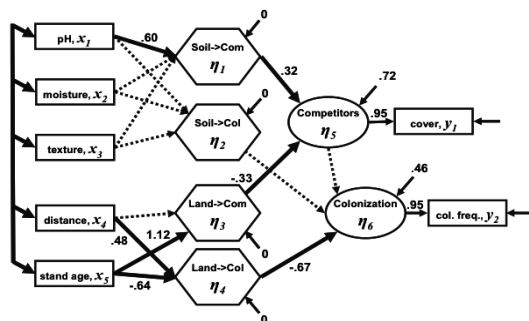 0
pH, x₁
.60
Soil->Com
η₁
.32
0
.72
moisture, x₂
Competitors
η₅
.95
cover, y₁
Soil->Col
η₂
texture, x₃
-.33
.46
0
Colonization
η₆
.95
col. freq., y₂
Land->Com
η₃
distance, x₄
.48
1.12
0
-.67
stand age, x₅
-.64
Land->Col
η₄
0